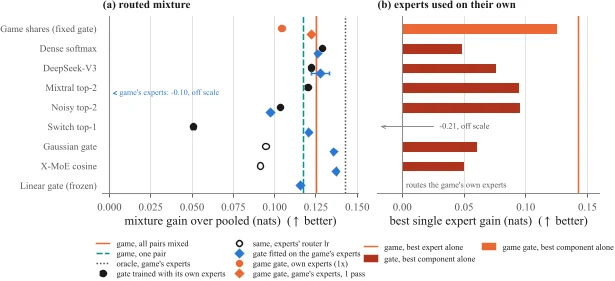 (a) routed mixture
Game shares (fixed gate)
Dense softmax
DeepSeek-V3
Mixtral top-2
Noisy top-2
Switch top-1
Gaussian gate
X-MoE cosine
Linear gate (frozen)
< game's experts: -0.10, off scale
0.000 0.025 0.050 0.075 0.100 0.125 0.150
mixture gain over pooled (nats) (↑ better)
game, all pairs mixed
game, one pair
oracle, game's experts
gate trained with its own experts
same, experts' router lr
gate fitted on the game's experts
game gate, own experts (1x)
game gate, game's experts, 1 pass
(b) experts used on their own
-0.21, off scale
routes the game's own experts
0.00 0.05 0.10 0.15
best single expert gain (nats) (↑ better)
game, best expert alone
gate, best component alone
game gate, best component alone